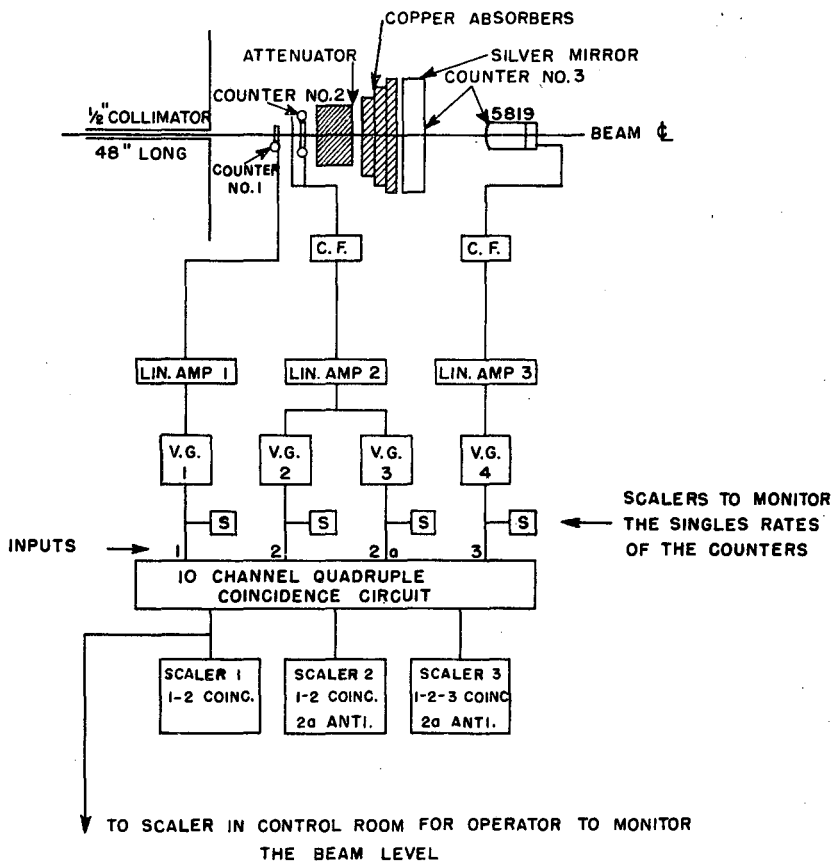 COPPER ABSORBERS
ATTENUATOR
SILVER MIRROR
COUNTER NO.3
COUNTER NO.2
½" COLLIMATOR
48" LONG
COUNTER
NO.1
5819
BEAM ℄
C. F.
C. F.
LIN. AMP 1
LIN. AMP 2
LIN. AMP 3
V.G.
1
V.G.
2
V.G.
3
V.G.
4
S
S
S
S
SCALERS TO MONITOR
THE SINGLES RATES
OF THE COUNTERS
INPUTS
1
2
2a
3
10 CHANNEL QUADRUPLE
COINCIDENCE CIRCUIT
SCALER 1
1-2 COINC.
SCALER 2
1-2 COINC.
2a ANTI.
SCALER 3
1-2-3 COINC
2a ANTI.
TO SCALER IN CONTROL ROOM FOR OPERATOR TO MONITOR
THE BEAM LEVEL